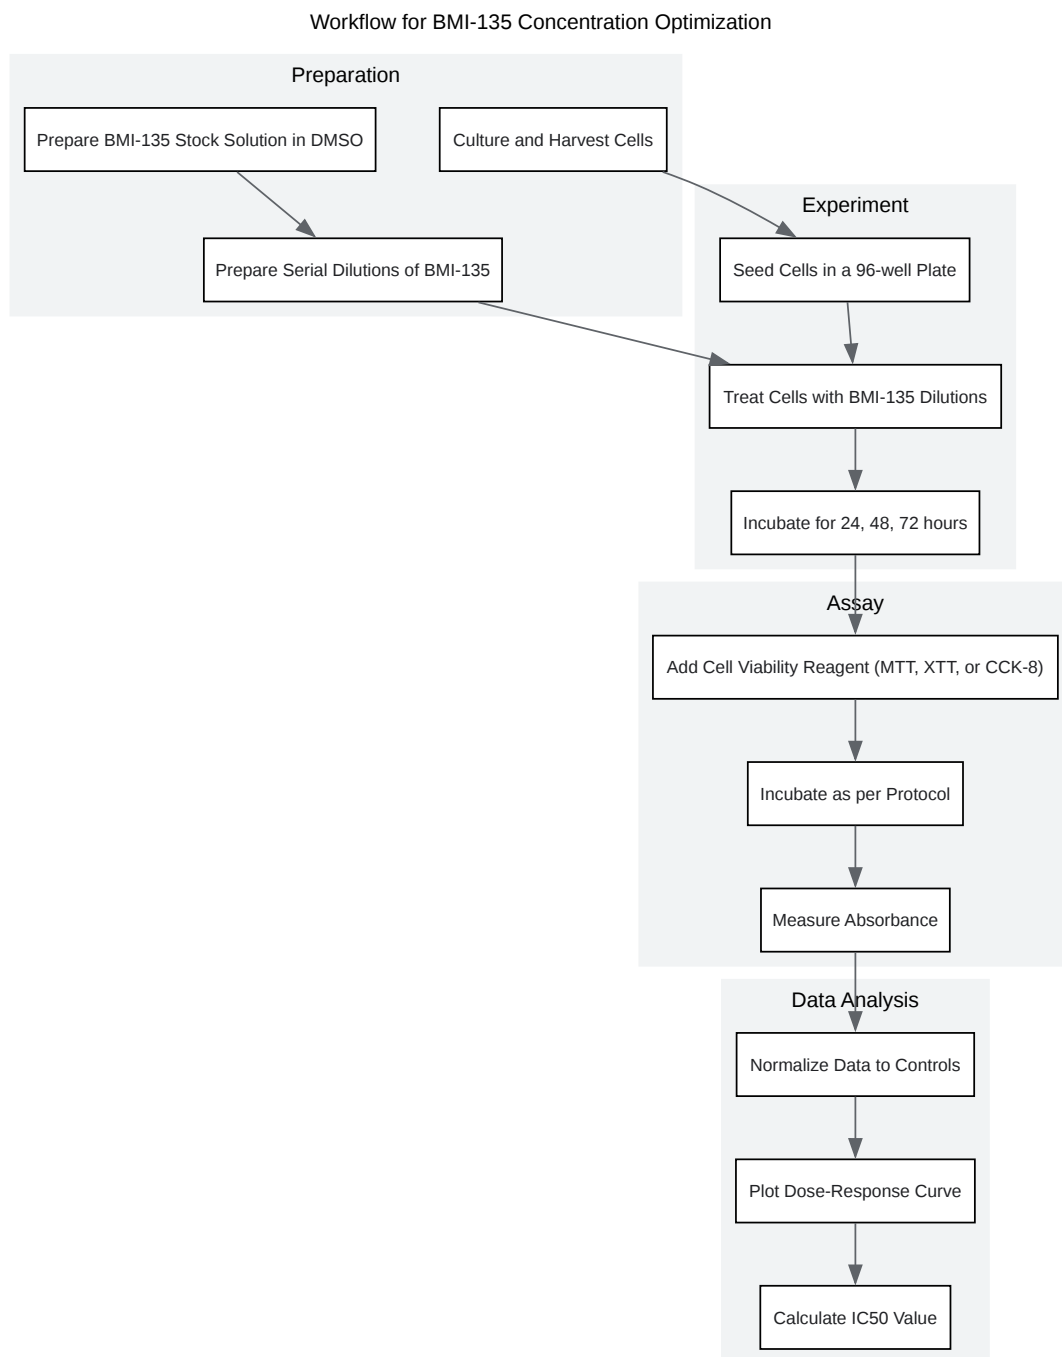 Workflow for BMI-135 Concentration Optimization
Preparation
Prepare BMI-135 Stock Solution in DMSO
Culture and Harvest Cells
Prepare Serial Dilutions of BMI-135
Experiment
Seed Cells in a 96-well Plate
Treat Cells with BMI-135 Dilutions
Incubate for 24, 48, 72 hours
Assay
Add Cell Viability Reagent (MTT, XTT, or CCK-8)
Incubate as per Protocol
Measure Absorbance
Data Analysis
Normalize Data to Controls
Plot Dose-Response Curve
Calculate IC50 Value